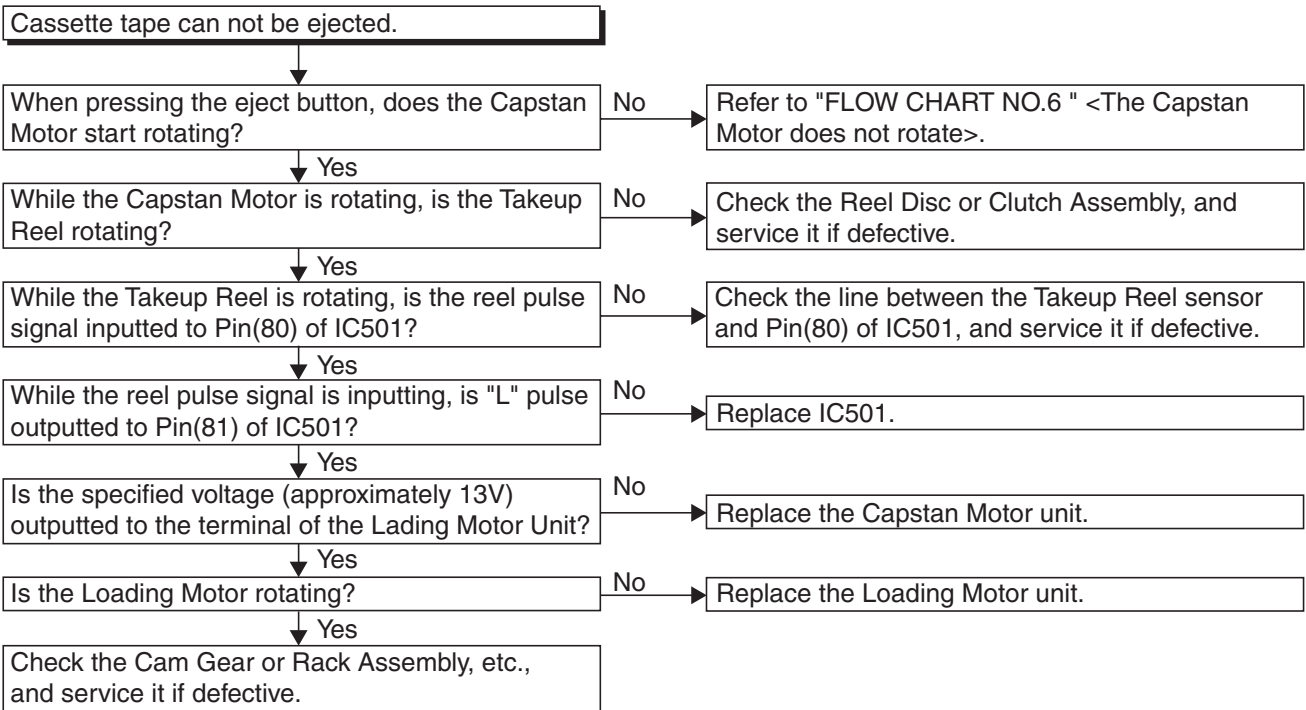 Cassette tape can not be ejected.
When pressing the eject button, does the Capstan
Motor start rotating?
No
Refer to "FLOW CHART NO.6 " <The Capstan
Motor does not rotate>.
Yes
While the Capstan Motor is rotating, is the Takeup
Reel rotating?
No
Check the Reel Disc or Clutch Assembly, and
service it if defective.
Yes
While the Takeup Reel is rotating, is the reel pulse
signal inputted to Pin(80) of IC501?
No
Check the line between the Takeup Reel sensor
and Pin(80) of IC501, and service it if defective.
Yes
While the reel pulse signal is inputting, is "L" pulse
outputted to Pin(81) of IC501?
No
Replace IC501.
Yes
Is the specified voltage (approximately 13V)
outputted to the terminal of the Lading Motor Unit?
No
Replace the Capstan Motor unit.
Yes
Is the Loading Motor rotating?
No
Replace the Loading Motor unit.
Yes
Check the Cam Gear or Rack Assembly, etc.,
and service it if defective.